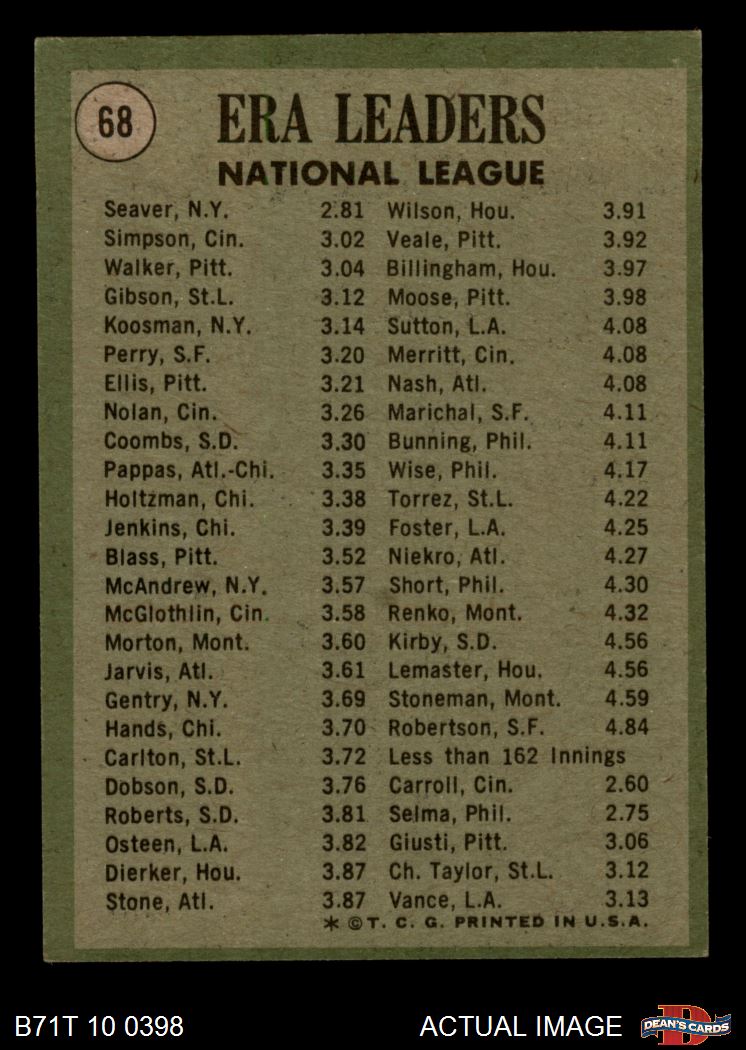 68
ERA LEADERS
NATIONAL LEAGUE
Seaver, N.Y. 2.81 Wilson, Hou. 3.91
Simpson, Cin. 3.02 Veale, Pitt. 3.92
Walker, Pitt. 3.04 Billingham, Hou. 3.97
Gibson, St.L. 3.12 Moose, Pitt. 3.98
Koosman, N.Y. 3.14 Sutton, L.A. 4.08
Perry, S.F. 3.20 Merritt, Cin. 4.08
Ellis, Pitt. 3.21 Nash, Atl. 4.08
Nolan, Cin. 3.26 Marichal, S.F. 4.11
Coombs, S.D. 3.30 Bunning, Phil. 4.11
Pappas, Atl.-Chi. 3.35 Wise, Phil. 4.17
Holtzman, Chi. 3.38 Torrez, St.L. 4.22
Jenkins, Chi. 3.39 Foster, L.A. 4.25
Blass, Pitt. 3.52 Niekro, Atl. 4.27
McAndrew, N.Y. 3.57 Short, Phil. 4.30
McGlothlin, Cin. 3.58 Renko, Mont. 4.32
Morton, Mont. 3.60 Kirby, S.D. 4.56
Jarvis, Atl. 3.61 Lemaster, Hou. 4.56
Gentry, N.Y. 3.69 Stoneman, Mont. 4.59
Hands, Chi. 3.70 Robertson, S.F. 4.84
Carlton, St.L. 3.72 Less than 162 Innings
Dobson, S.D. 3.76 Carroll, Cin. 2.60
Roberts, S.D. 3.81 Selma, Phil. 2.75
Osteen, L.A. 3.82 Giusti, Pitt. 3.06
Dierker, Hou. 3.87 Ch. Taylor, St.L. 3.12
Stone, Atl. 3.87 Vance, L.A. 3.13
* © T. C. G. PRINTED IN U.S.A.
B71T 10 0398 ACTUAL IMAGE D DEAN'S CARDS